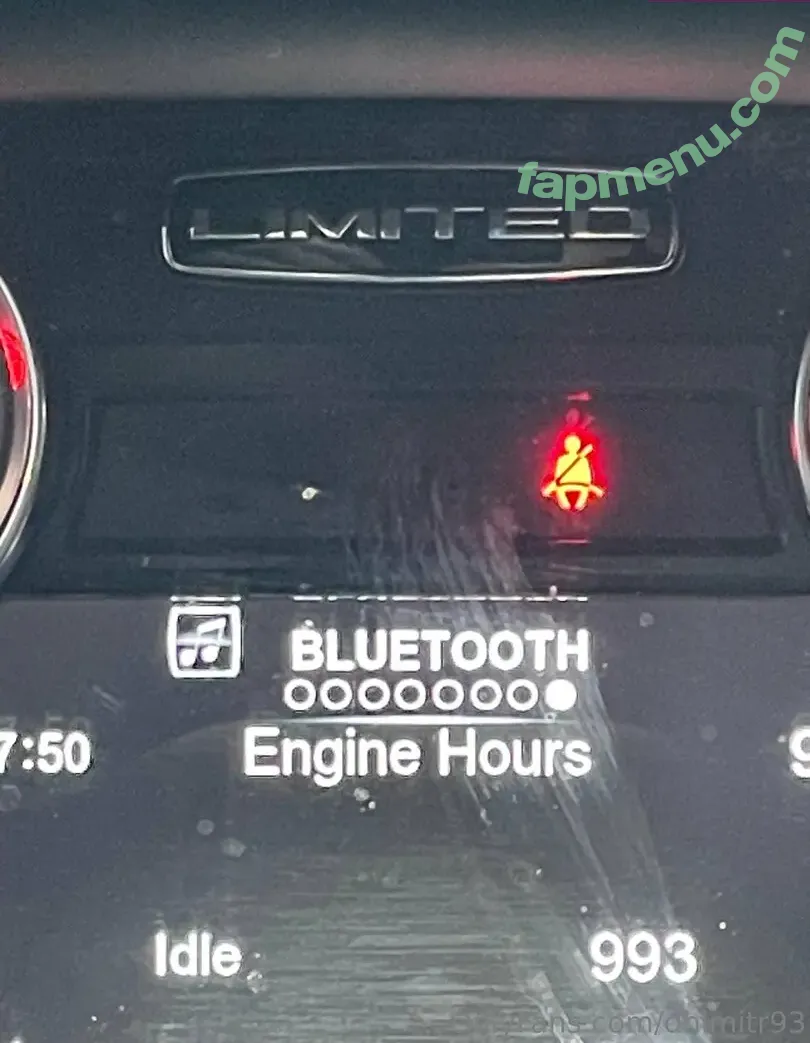 fapmenu.com
LIMITED
BLUETOOTH
7:50
Engine Hours
Idle 993